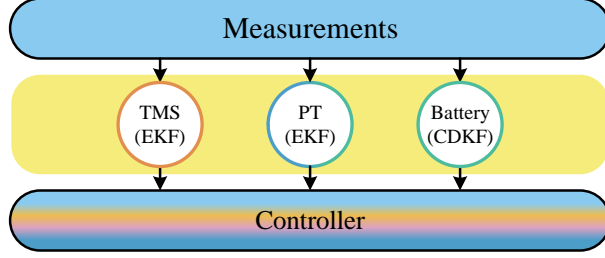 Measurements
TMS
(EKF)
PT
(EKF)
Battery
(CDKF)
Controller